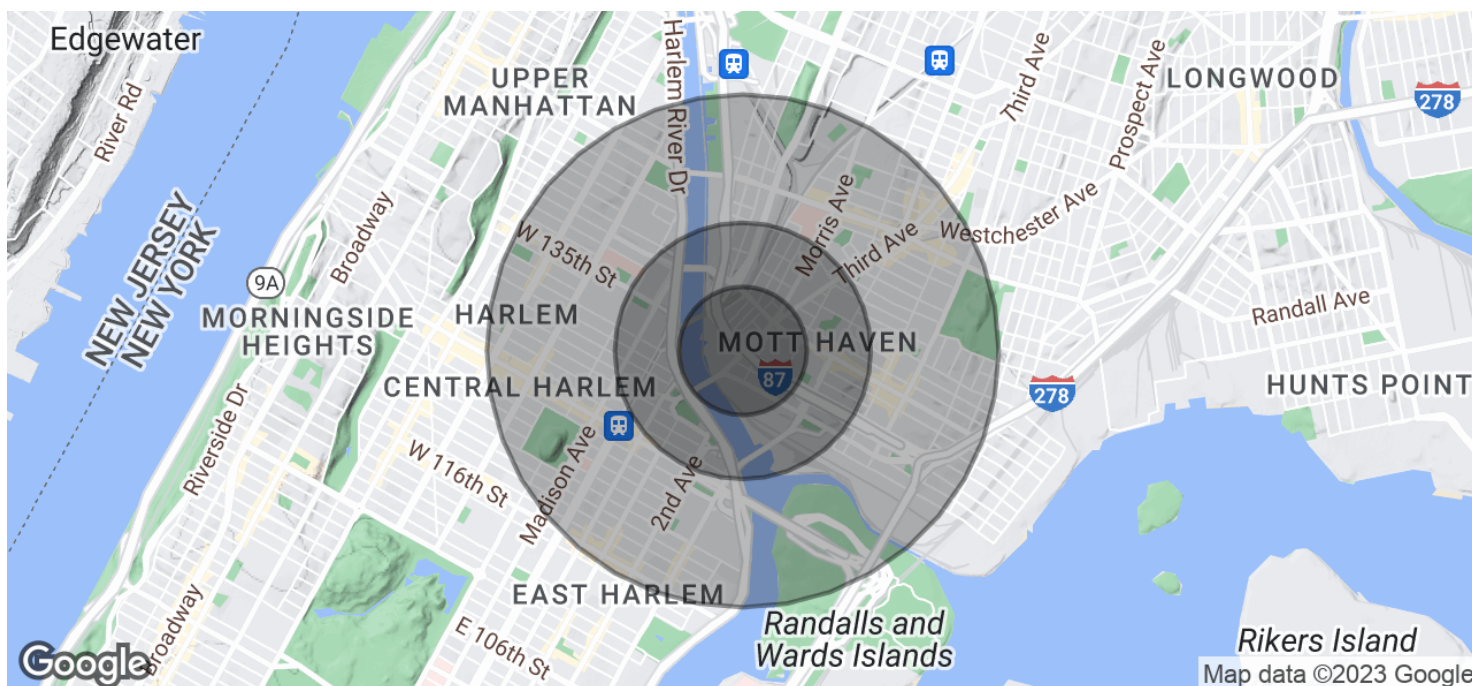 Edgewater
River Rd
UPPER
MANHATTAN
Harlem River Dr
Third Ave
Prospect Ave
LONGWOOD
278
NEW JERSEY
NEW YORK
Broadway
W 135th St
Morris Ave
Third Ave
Westchester Ave
9A
MORNINGSIDE
HEIGHTS
HARLEM
MOTT HAVEN
87
Randall Ave
CENTRAL HARLEM
278
HUNTS POINT
Riverside Dr
W 116th St
Madison Ave
2nd Ave
EAST HARLEM
E 106th St
Broadway
Randalls and
Wards Islands
Rikers Island
Google
Map data ©2023 Google